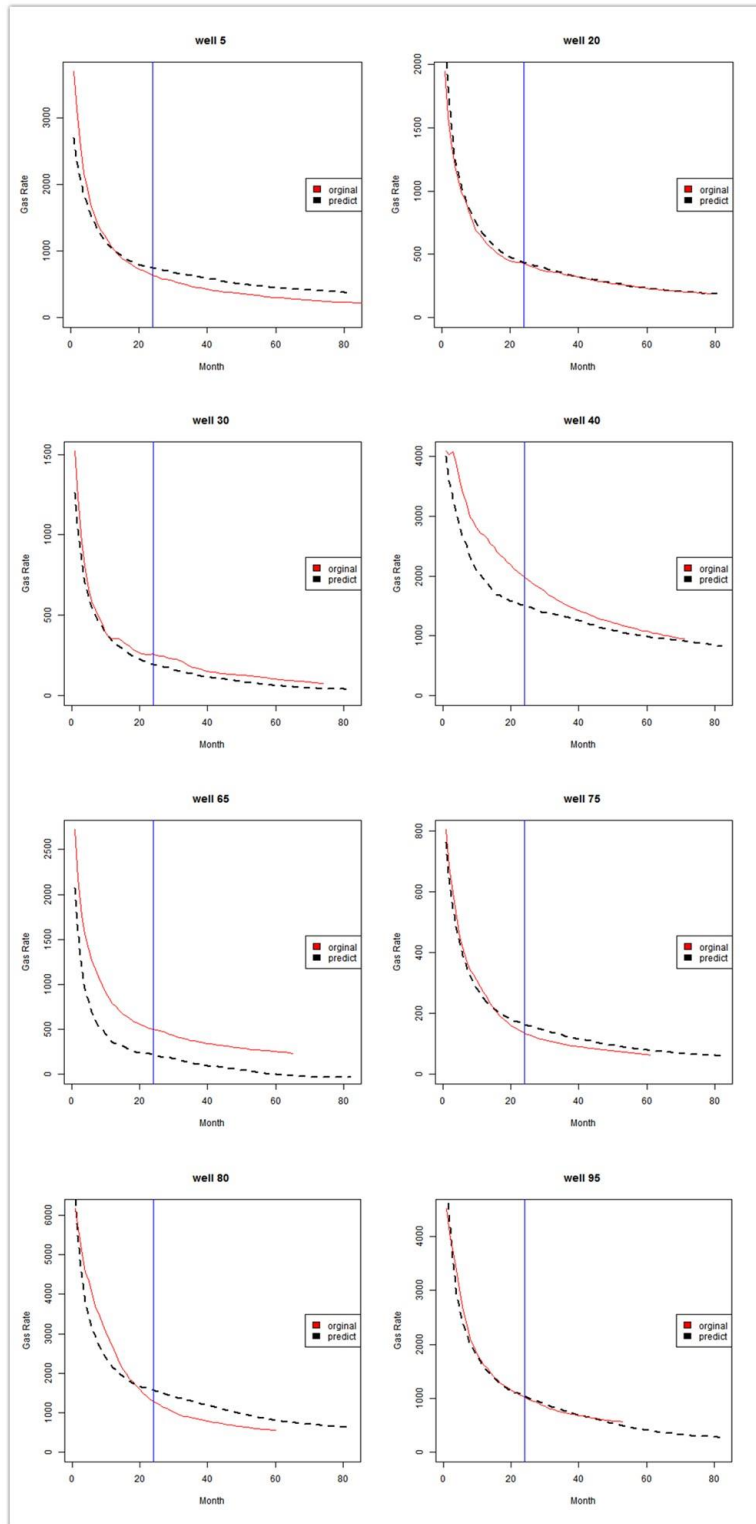 well 5
Gas Rate
0 1000 2000 3000
orginal
predict
0 20 40 60 80
Month
well 20
Gas Rate
0 500 1000 1500 2000
orginal
predict
0 20 40 60 80
Month
well 30
Gas Rate
0 500 1000 1500
orginal
predict
0 20 40 60 80
Month
well 40
Gas Rate
0 1000 2000 3000 4000
orginal
predict
0 20 40 60 80
Month
well 65
Gas Rate
0 500 1000 1500 2000 2500
orginal
predict
0 20 40 60 80
Month
well 75
Gas Rate
0 200 400 600 800
orginal
predict
0 20 40 60 80
Month
well 80
Gas Rate
0 1000 2000 3000 4000 5000 6000
orginal
predict
0 20 40 60 80
Month
well 95
Gas Rate
0 1000 2000 3000 4000
orginal
predict
0 20 40 60 80
Month